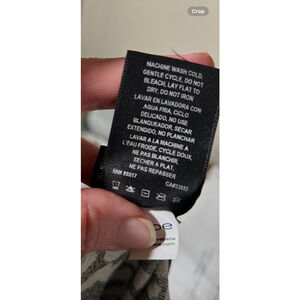 Crop
MACHINE WASH COLD,
GENTLE CYCLE, DO NOT
BLEACH, LAY FLAT TO
DRY, DO NOT IRON
LAVAR EN LAVADORA CON
AGUA FRIA, CICLO
DELICADO, NO USE
BLANQUEADOR, SECAR
EXTENDIDO, NO PLANCHAR
LAVAR A LA MACHINE A
L'EAU FROIDE, CYCLE DOUX,
NE PAS BLANCHIR,
SECHER A PLAT,
NE PAS REPASSER